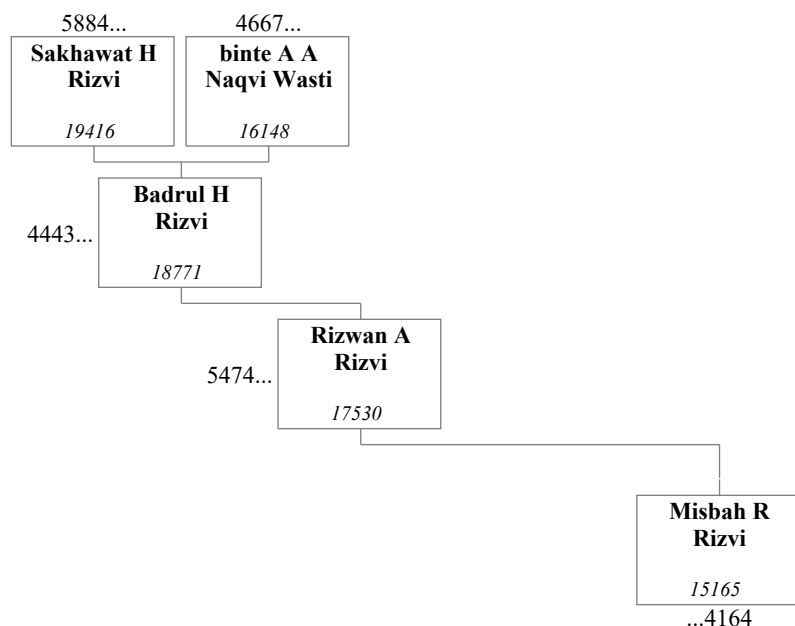 5884...
4667...
Sakhawat H
Rizvi
19416
binte A A
Naqvi Wasti
16148
4443...
Badrul H
Rizvi
18771
5474...
Rizwan A
Rizvi
17530
Misbah R
Rizvi
15165
...4164